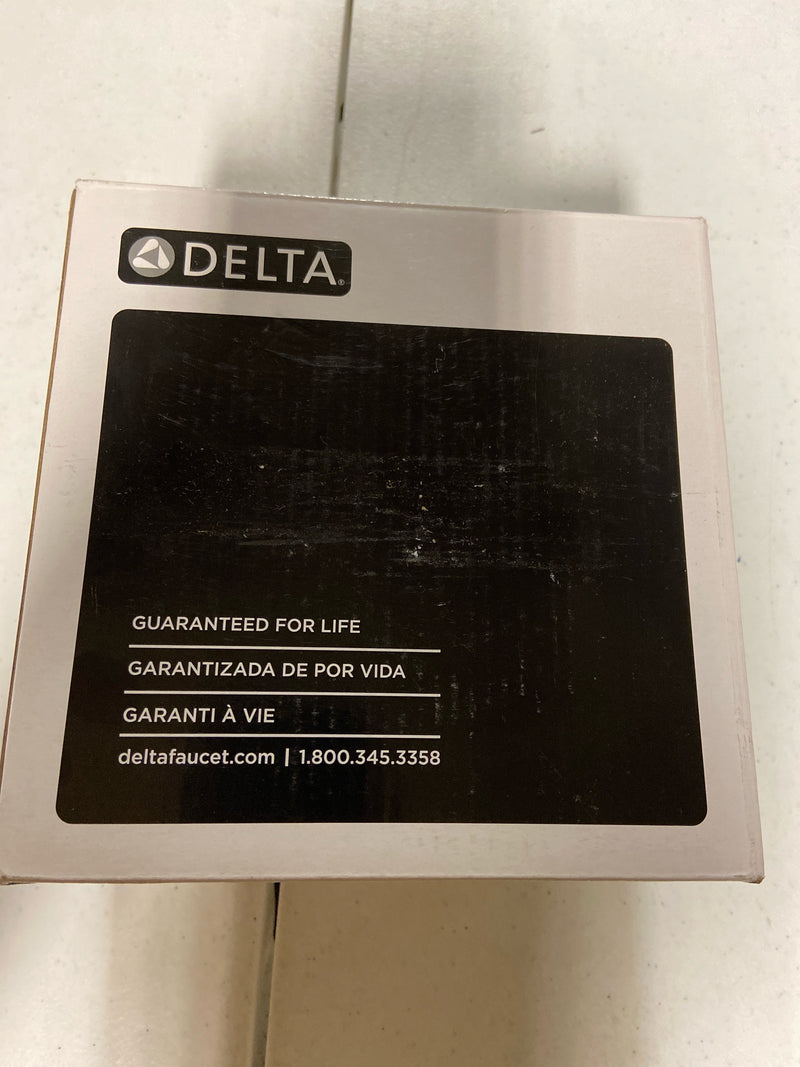 DELTA®
GUARANTEED FOR LIFE
GARANTIZADA DE POR VIDA
GARANTI À VIE
deltafaucet.com | 1.800.345.3358